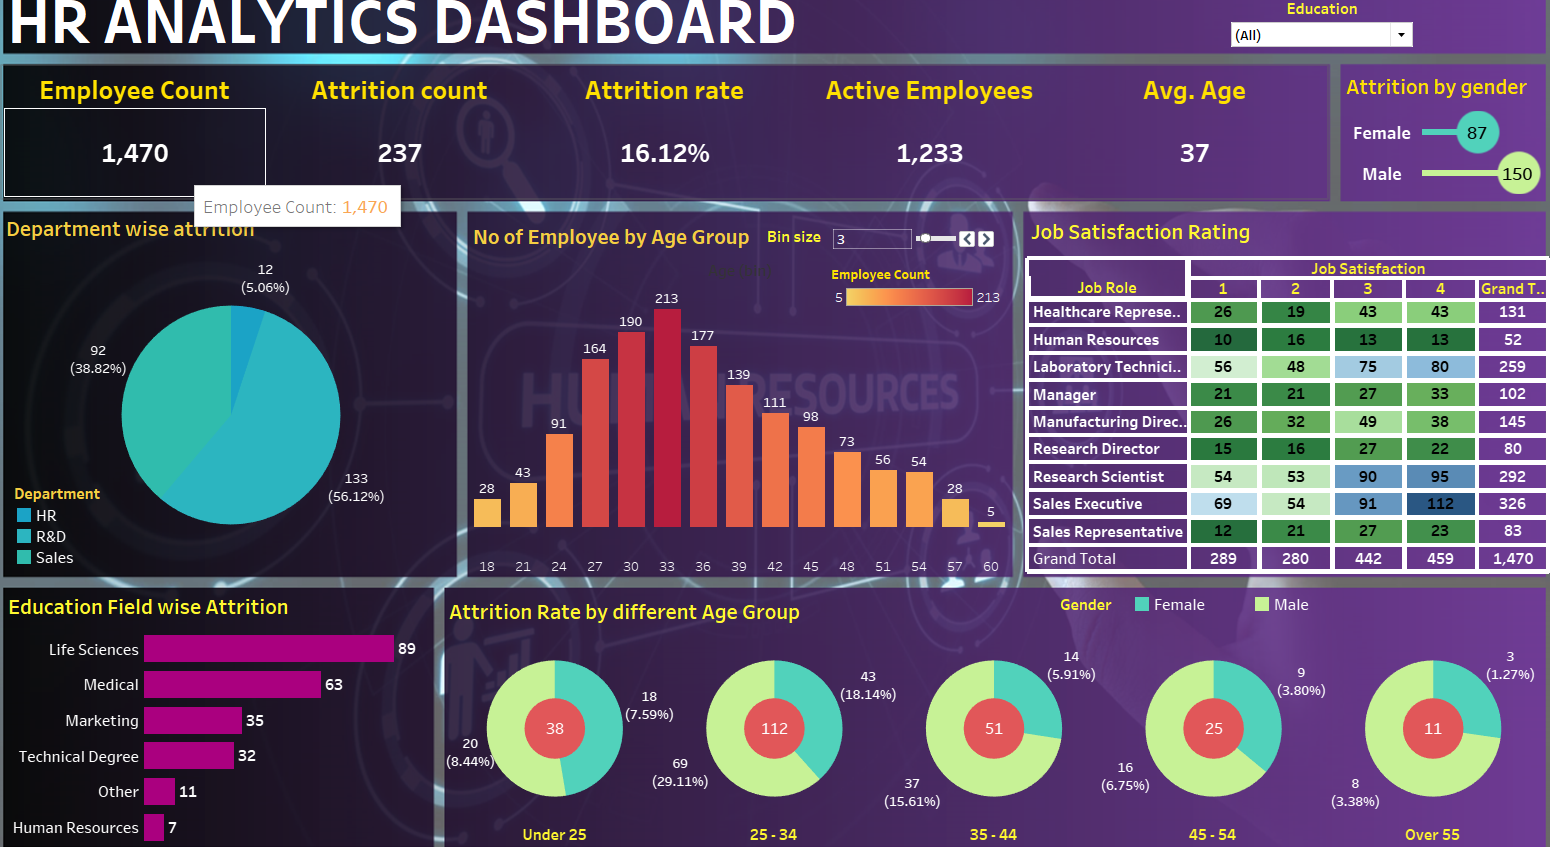 HR ANALYTICS DASHBOARD
Education
(All)
Employee Count
Attrition count
Attrition rate
Active Employees
Avg. Age
1,470
237
16.12%
1,233
37
Employee Count: 1,470
Attrition by gender
Female 87
Male 150
Department wise attrition
12
(5.06%)
92
(38.82%)
133
(56.12%)
Department
HR
R&D
Sales
No of Employee by Age Group
Bin size
3
Employee Count
5 213
28 43 91 164 190 213 177 139 111 98 73 56 54 28 5
18 21 24 27 30 33 36 39 42 45 48 51 54 57 60
HUMAN RESOURCES
Job Satisfaction Rating
Job Satisfaction
Job Role 1 2 3 4 Grand T..
Healthcare Represe.. 26 19 43 43 131
Human Resources 10 16 13 13 52
Laboratory Technici.. 56 48 75 80 259
Manager 21 21 27 33 102
Manufacturing Direc.. 26 32 49 38 145
Research Director 15 16 27 22 80
Research Scientist 54 53 90 95 292
Sales Executive 69 54 91 112 326
Sales Representative 12 21 27 23 83
Grand Total 289 280 442 459 1,470
Education Field wise Attrition
Life Sciences 89
Medical 63
Marketing 35
Technical Degree 32
Other 11
Human Resources 7
Attrition Rate by different Age Group
Gender Female Male
18
(7.59%)
38
20
(8.44%)
Under 25
43
(18.14%)
112
69
(29.11%)
25 - 34
14
(5.91%)
51
37
(15.61%)
35 - 44
9
(3.80%)
25
16
(6.75%)
45 - 54
3
(1.27%)
11
8
(3.38%)
Over 55